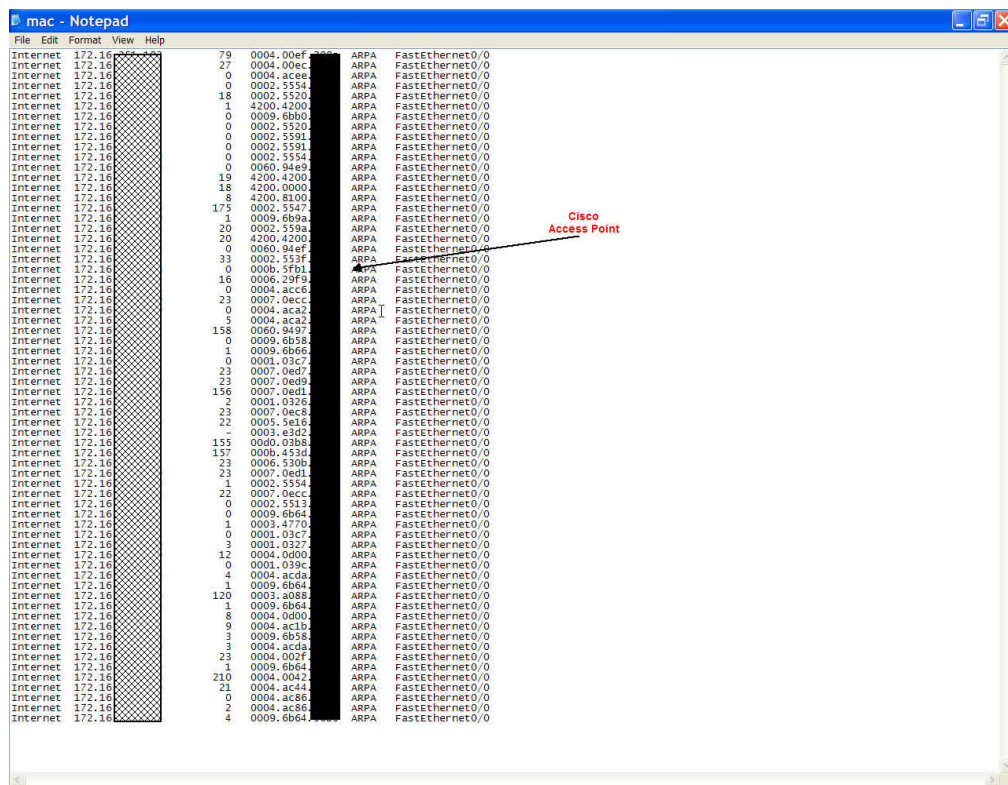 mac - Notepad
File Edit Format View Help
Internet 172.16 79 0004.00ef. ARPA FastEthernet0/0
Internet 172.16 27 0004.00ec. ARPA FastEthernet0/0
Internet 172.16 0 0004.acee. ARPA FastEthernet0/0
Internet 172.16 0 0002.5554. ARPA FastEthernet0/0
Internet 172.16 18 0002.5520. ARPA FastEthernet0/0
Internet 172.16 1 4200.4200. ARPA FastEthernet0/0
Internet 172.16 0 0009.6bb0. ARPA FastEthernet0/0
Internet 172.16 0 0002.5520. ARPA FastEthernet0/0
Internet 172.16 0 0002.5591. ARPA FastEthernet0/0
Internet 172.16 0 0002.5591. ARPA FastEthernet0/0
Internet 172.16 0 0002.5554. ARPA FastEthernet0/0
Internet 172.16 0 0060.94e9. ARPA FastEthernet0/0
Internet 172.16 19 4200.4200. ARPA FastEthernet0/0
Internet 172.16 18 4200.0000. ARPA FastEthernet0/0
Internet 172.16 8 4200.8100. ARPA FastEthernet0/0
Internet 172.16 175 0002.5547. ARPA FastEthernet0/0
Internet 172.16 1 0009.6b9a. ARPA FastEthernet0/0
Cisco
Access Point
Internet 172.16 20 0002.559a. ARPA FastEthernet0/0
Internet 172.16 20 4200.4200. ARPA FastEthernet0/0
Internet 172.16 0 0060.94ef. ARPA FastEthernet0/0
Internet 172.16 33 0002.553f. ARPA FastEthernet0/0
Internet 172.16 0 000b.5fb1. ARPA FastEthernet0/0
Internet 172.16 16 0006.29f9. ARPA FastEthernet0/0
Internet 172.16 0 0004.acc6. ARPA FastEthernet0/0
Internet 172.16 23 0007.0ecc. ARPA FastEthernet0/0
Internet 172.16 0 0004.aca2. ARPA FastEthernet0/0
Internet 172.16 5 0004.aca2. ARPA FastEthernet0/0
Internet 172.16 158 0060.9497. ARPA FastEthernet0/0
Internet 172.16 0 0009.6b58. ARPA FastEthernet0/0
Internet 172.16 1 0009.6b66. ARPA FastEthernet0/0
Internet 172.16 0 0001.03c7. ARPA FastEthernet0/0
Internet 172.16 23 0007.0ed7. ARPA FastEthernet0/0
Internet 172.16 23 0007.0ed9. ARPA FastEthernet0/0
Internet 172.16 156 0007.0ed1. ARPA FastEthernet0/0
Internet 172.16 2 0001.0326. ARPA FastEthernet0/0
Internet 172.16 23 0007.0ec8. ARPA FastEthernet0/0
Internet 172.16 22 0005.5e16. ARPA FastEthernet0/0
Internet 172.16 - 0003.e3d2. ARPA FastEthernet0/0
Internet 172.16 155 00d0.03b8. ARPA FastEthernet0/0
Internet 172.16 157 000b.453d. ARPA FastEthernet0/0
Internet 172.16 23 0006.530b. ARPA FastEthernet0/0
Internet 172.16 23 0007.0ed1. ARPA FastEthernet0/0
Internet 172.16 1 0002.5554. ARPA FastEthernet0/0
Internet 172.16 22 0007.0ecc. ARPA FastEthernet0/0
Internet 172.16 0 0002.5513. ARPA FastEthernet0/0
Internet 172.16 0 0009.6b64. ARPA FastEthernet0/0
Internet 172.16 1 0003.4770. ARPA FastEthernet0/0
Internet 172.16 0 0001.03c7. ARPA FastEthernet0/0
Internet 172.16 3 0001.0327. ARPA FastEthernet0/0
Internet 172.16 12 0004.0d00. ARPA FastEthernet0/0
Internet 172.16 0 0001.039c. ARPA FastEthernet0/0
Internet 172.16 4 0004.acda. ARPA FastEthernet0/0
Internet 172.16 1 0009.6b64. ARPA FastEthernet0/0
Internet 172.16 120 0003.a088. ARPA FastEthernet0/0
Internet 172.16 1 0009.6b64. ARPA FastEthernet0/0
Internet 172.16 8 0004.0d00. ARPA FastEthernet0/0
Internet 172.16 9 0004.ac1b. ARPA FastEthernet0/0
Internet 172.16 3 0009.6b58. ARPA FastEthernet0/0
Internet 172.16 3 0004.acda. ARPA FastEthernet0/0
Internet 172.16 23 0004.002f. ARPA FastEthernet0/0
Internet 172.16 1 0009.6b64. ARPA FastEthernet0/0
Internet 172.16 210 0004.0042. ARPA FastEthernet0/0
Internet 172.16 21 0004.ac44. ARPA FastEthernet0/0
Internet 172.16 0 0004.ac86. ARPA FastEthernet0/0
Internet 172.16 2 0004.ac86. ARPA FastEthernet0/0
Internet 172.16 4 0009.6b64. ARPA FastEthernet0/0